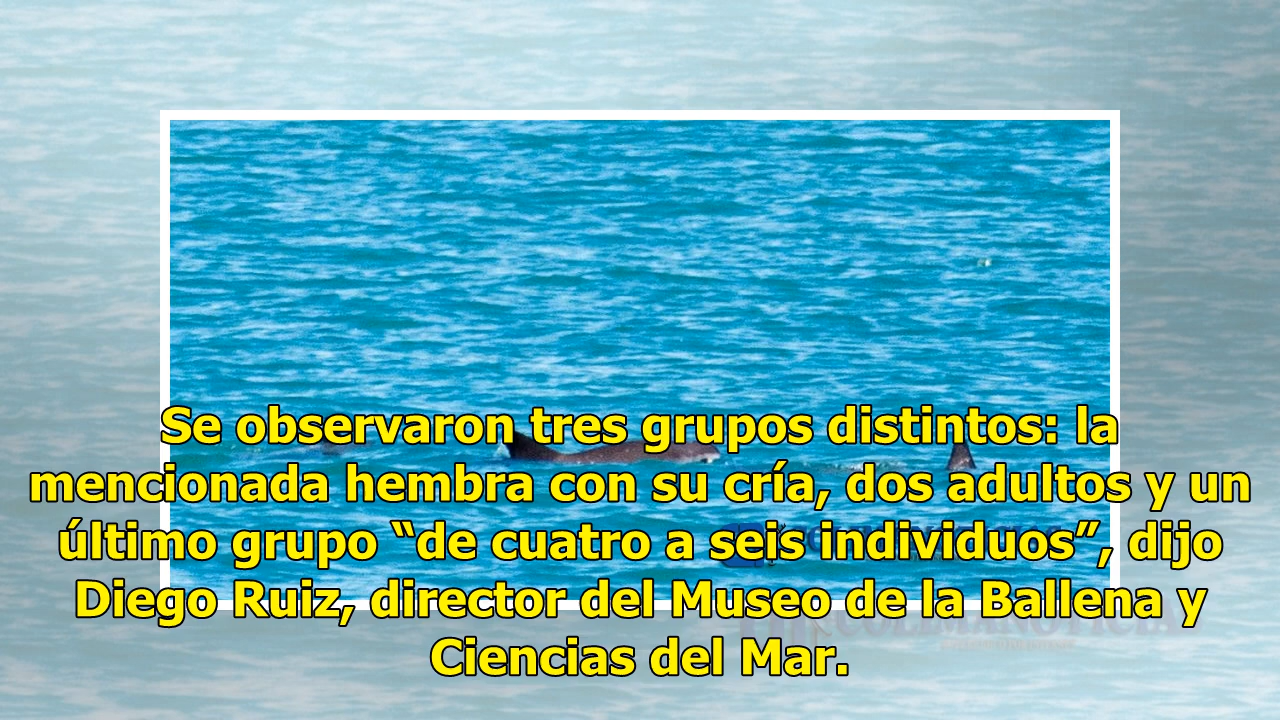 Se observaron tres grupos distintos: la
mencionada hembra con su cría, dos adultos y un
último grupo “de cuatro a seis individuos”, dijo
Diego Ruiz, director del Museo de la Ballena y
Ciencias del Mar.